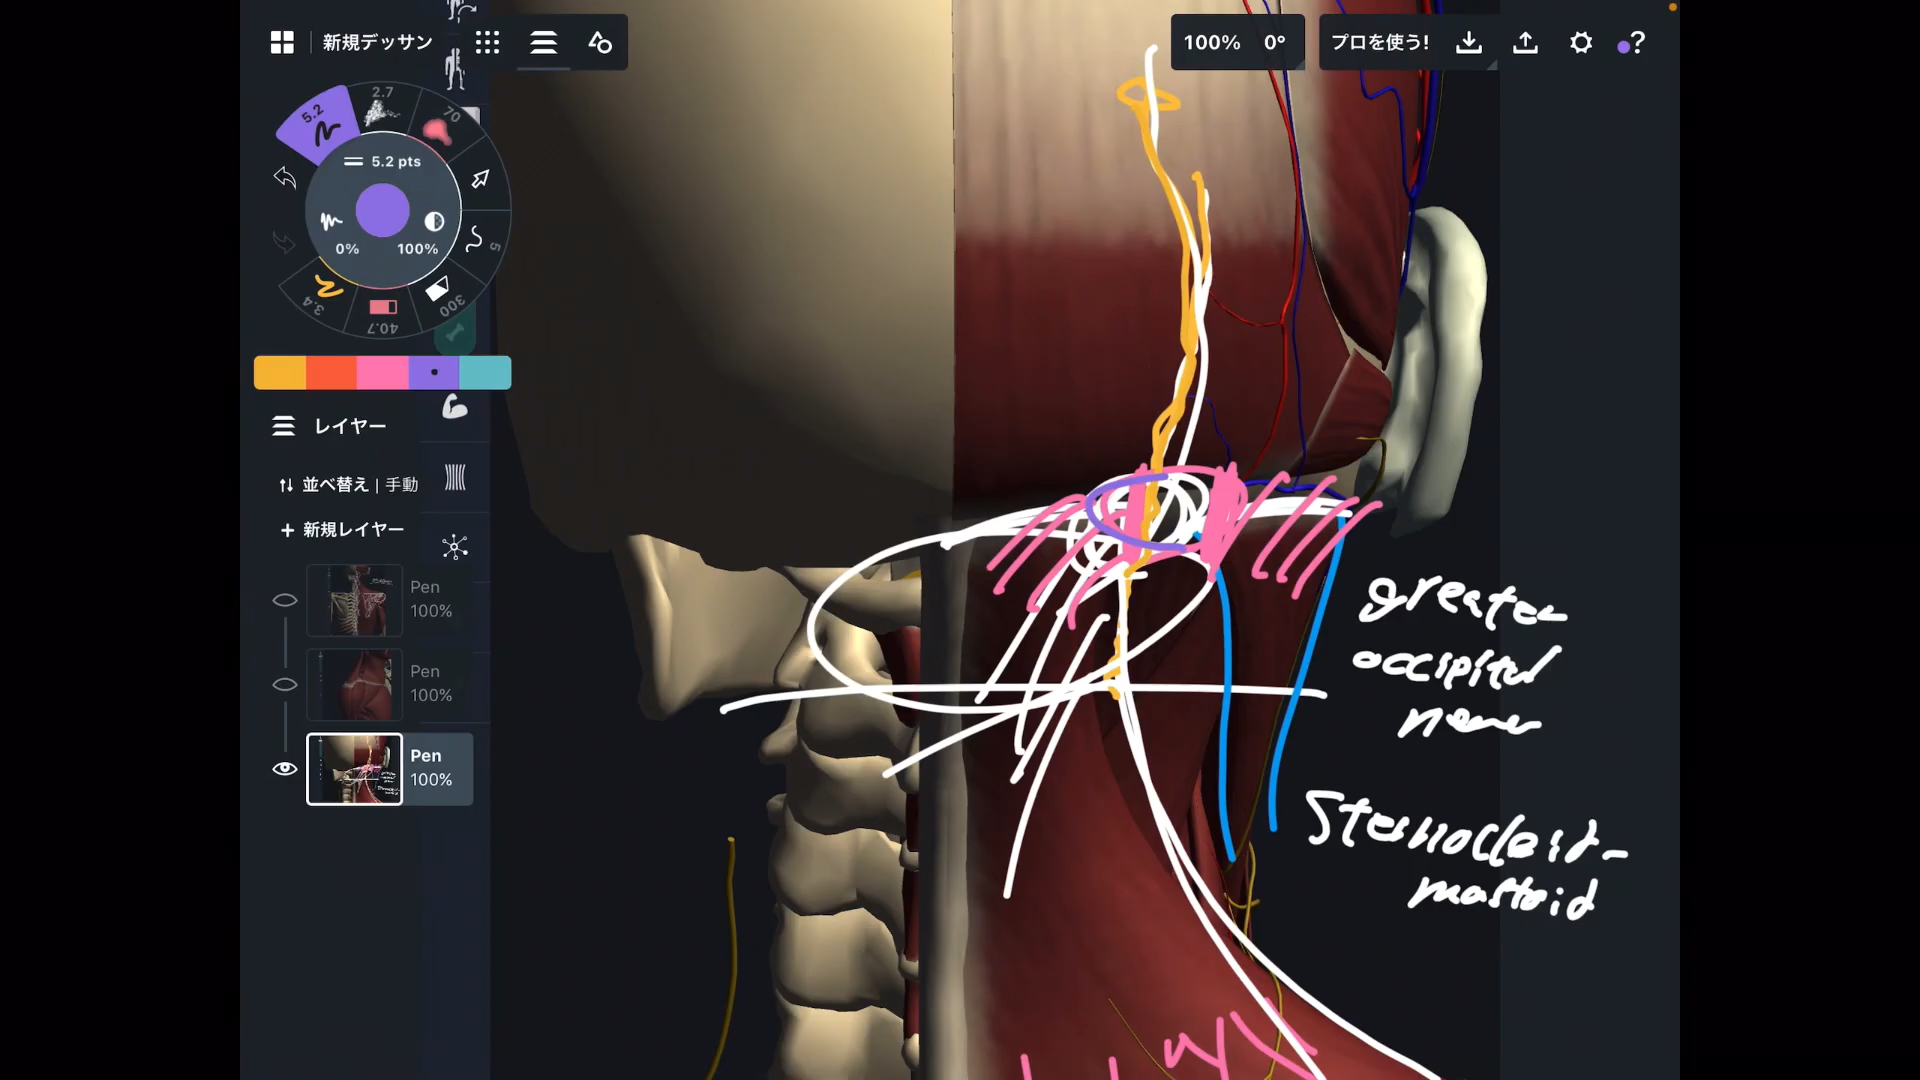 新規デッサン
100% 0°
プロを使う!
?
5.2
2.7
70
5.2 pts
0% 100%
5
3.4
40.7
300
レイヤー
並べ替え | 手動
+ 新規レイヤー
Pen
100%
Pen
100%
Pen
100%
greater
occipital
nerve
Sternocleid-
mastoid